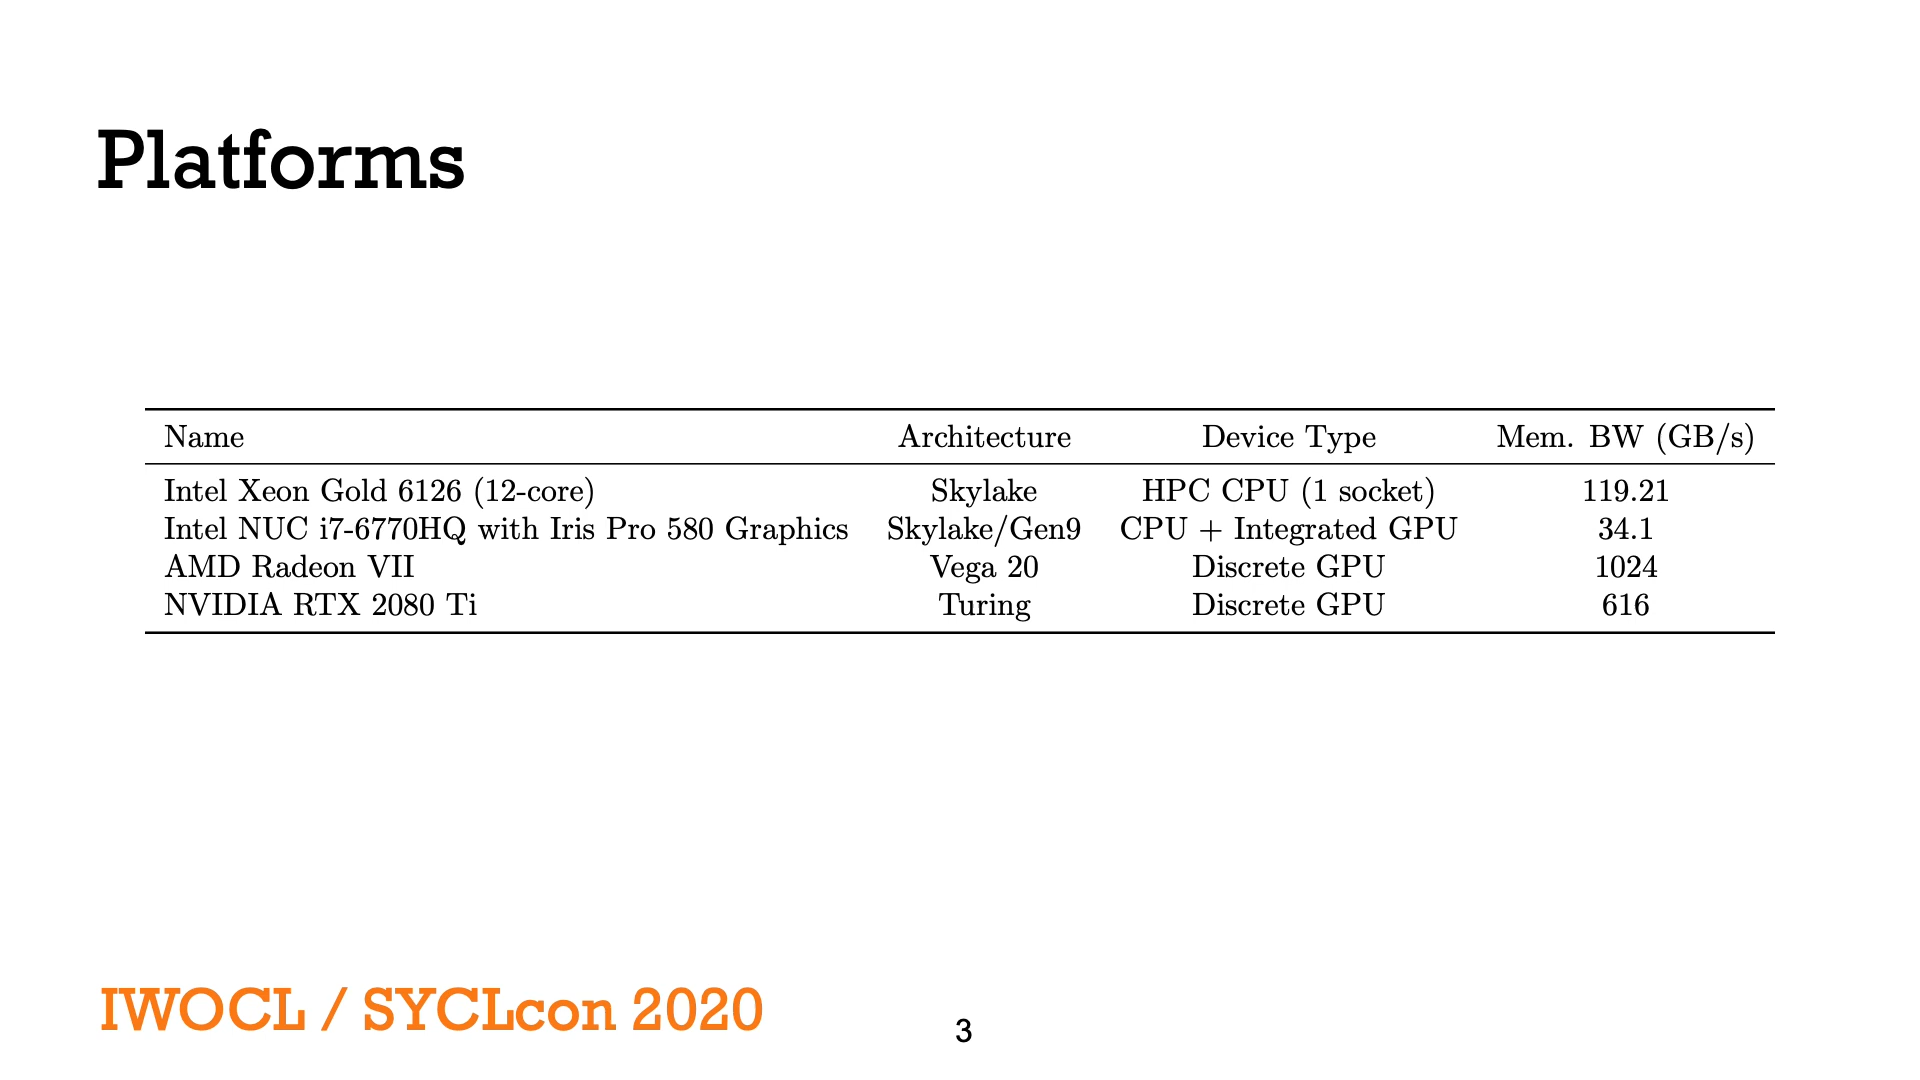 Platforms
Name Architecture Device Type Mem. BW (GB/s)
Intel Xeon Gold 6126 (12-core) Skylake HPC CPU (1 socket) 119.21
Intel NUC i7-6770HQ with Iris Pro 580 Graphics Skylake/Gen9 CPU + Integrated GPU 34.1
AMD Radeon VII Vega 20 Discrete GPU 1024
NVIDIA RTX 2080 Ti Turing Discrete GPU 616
IWOCL / SYCLcon 2020
3